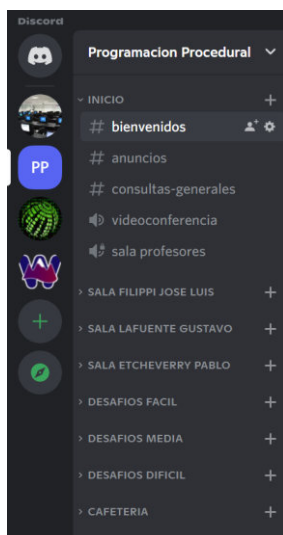 Discord
Programacion Procedural
INICIO
bienvenidos
anuncios
consultas-generales
videoconferencia
sala profesores
PP
SALA FILIPPI JOSE LUIS
SALA LAFUENTE GUSTAVO
SALA ETCHEVERRY PABLO
DESAFIOS FACIL
DESAFIOS MEDIA
DESAFIOS DIFICIL
CAFETERIA